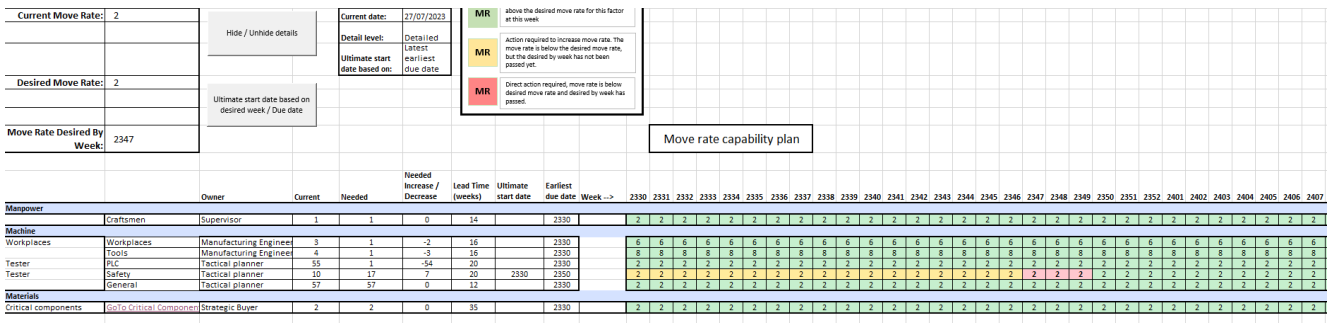 Current Move Rate: 2
Hide / Unhide details
Current date: 27/07/2023
Detail level: Detailed
Ultimate start date based on: Latest earliest due date
MR above the desired move rate for this factor at this week
MR Action required to increase move rate. The move rate is below the desired move rate, but the desired by week has not been passed yet.
MR Direct action required, move rate is below desired move rate and desired by week has passed.
Desired Move Rate: 2
Ultimate start date based on desired week / Due date
Move Rate Desired By Week: 2347
Move rate capability plan
Owner Current Needed Needed Increase / Decrease Lead Time (weeks) Ultimate start date Earliest due date Week --> 2330 2331 2332 2333 2334 2335 2336 2337 2338 2339 2340 2341 2342 2343 2344 2345 2346 2347 2348 2349 2350 2351 2352 2401 2402 2403 2404 2405 2406 2407
Manpower
Craftsmen Supervisor 1 1 0 14 2330 2 2 2 2 2 2 2 2 2 2 2 2 2 2 2 2 2 2 2 2 2 2 2 2 2 2 2 2 2 2
Machine
Workplaces Workplaces Manufacturing Engineer 3 1 -2 16 2330 6 6 6 6 6 6 6 6 6 6 6 6 6 6 6 6 6 6 6 6 6 6 6 6 6 6 6 6 6 6
Tools Manufacturing Engineer 4 1 -3 16 2330 8 8 8 8 8 8 8 8 8 8 8 8 8 8 8 8 8 8 8 8 8 8 8 8 8 8 8 8 8 8
Tester PLC Tactical planner 55 1 -54 20 2330 2 2 2 2 2 2 2 2 2 2 2 2 2 2 2 2 2 2 2 2 2 2 2 2 2 2 2 2 2 2
Tester Safety Tactical planner 10 17 7 20 2330 2350 2 2 2 2 2 2 2 2 2 2 2 2 2 2 2 2 2 2 2 2 2 2 2 2 2 2 2 2 2 2
General Tactical planner 57 57 0 12 2330 2 2 2 2 2 2 2 2 2 2 2 2 2 2 2 2 2 2 2 2 2 2 2 2 2 2 2 2 2 2
Materials
Critical components GoTo Critical Componen Strategic Buyer 2 2 0 35 2330 2 2 2 2 2 2 2 2 2 2 2 2 2 2 2 2 2 2 2 2 2 2 2 2 2 2 2 2 2 2